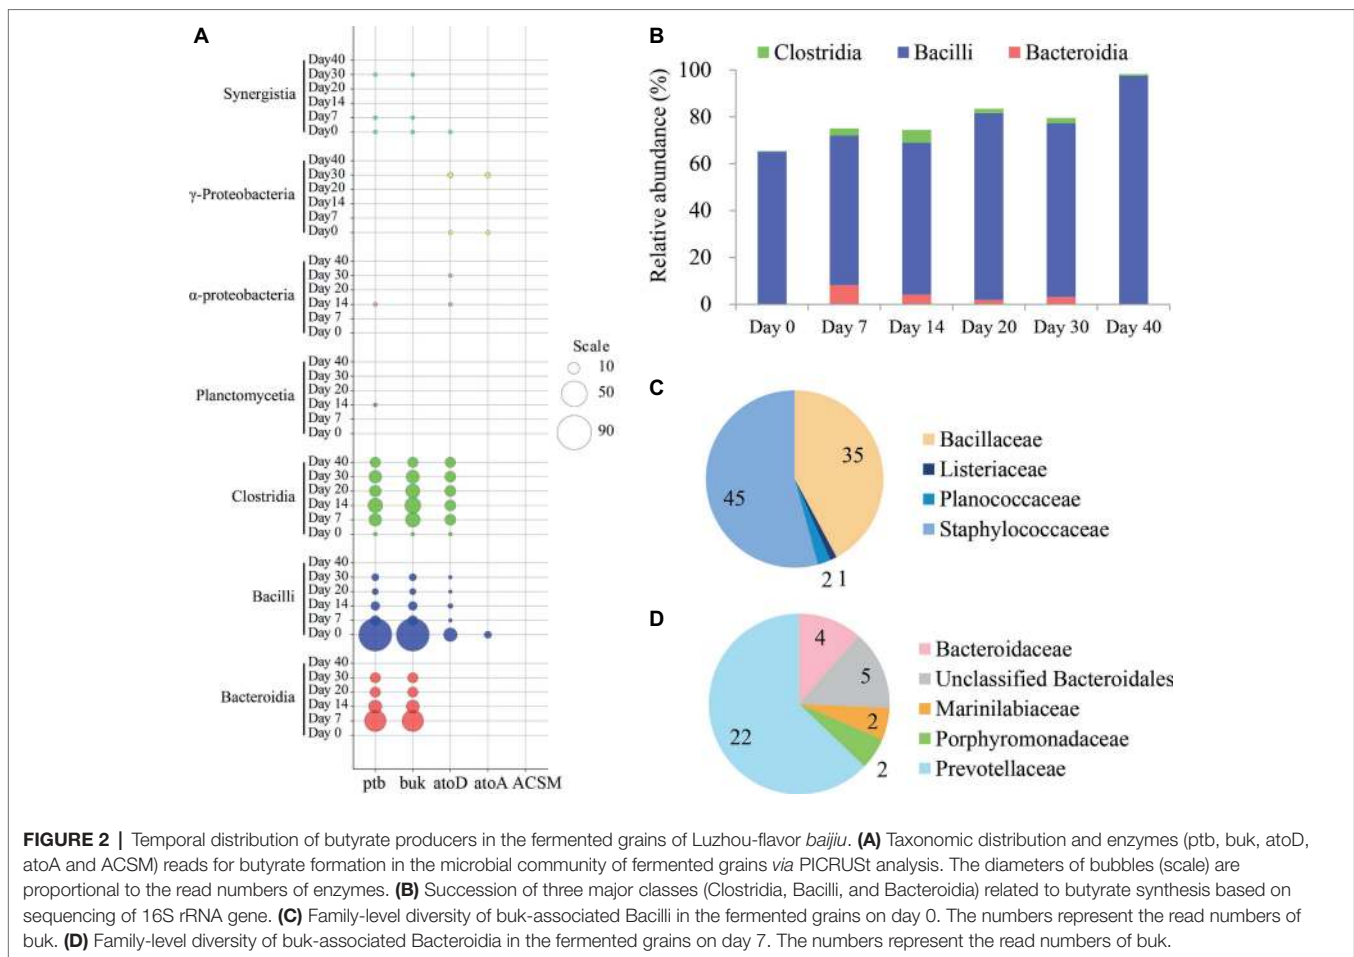 A
Synergistia
Day40
Day30
Day20
Day14
Day7
Day0
γ-Proteobacteria
Day40
Day30
Day20
Day14
Day7
Day0
α-proteobacteria
Day 40
Day 30
Day 20
Day 14
Day 7
Day 0
Planctomycetia
Day 40
Day 30
Day 20
Day 14
Day 7
Day 0
Clostridia
Day 40
Day 30
Day 20
Day 14
Day 7
Day 0
Bacilli
Day 40
Day 30
Day 20
Day 14
Day 7
Day 0
Bacteroidia
Day 40
Day 30
Day 20
Day 14
Day 7
Day 0
ptb buk atoD atoA ACSM
Scale
10
50
90
B
Clostridia Bacilli Bacteroidia
Relative abundance (%)
100
80
60
40
20
0
Day 0 Day 7 Day 14 Day 20 Day 30 Day 40
C
35
45
2 1
Bacillaceae
Listeriaceae
Planococcaceae
Staphylococcaceae
D
4
5
2
2
22
Bacteroidaceae
Unclassified Bacteroidales
Marinilabiaceae
Porphyromonadaceae
Prevotellaceae
FIGURE 2 | Temporal distribution of butyrate producers in the fermented grains of Luzhou-flavor baijiu. (A) Taxonomic distribution and enzymes (ptb, buk, atoD,
atoA and ACSM) reads for butyrate formation in the microbial community of fermented grains via PICRUSt analysis. The diameters of bubbles (scale) are
proportional to the read numbers of enzymes. (B) Succession of three major classes (Clostridia, Bacilli, and Bacteroidia) related to butyrate synthesis based on
sequencing of 16S rRNA gene. (C) Family-level diversity of buk-associated Bacilli in the fermented grains on day 0. The numbers represent the read numbers of
buk. (D) Family-level diversity of buk-associated Bacteroidia in the fermented grains on day 7. The numbers represent the read numbers of buk.